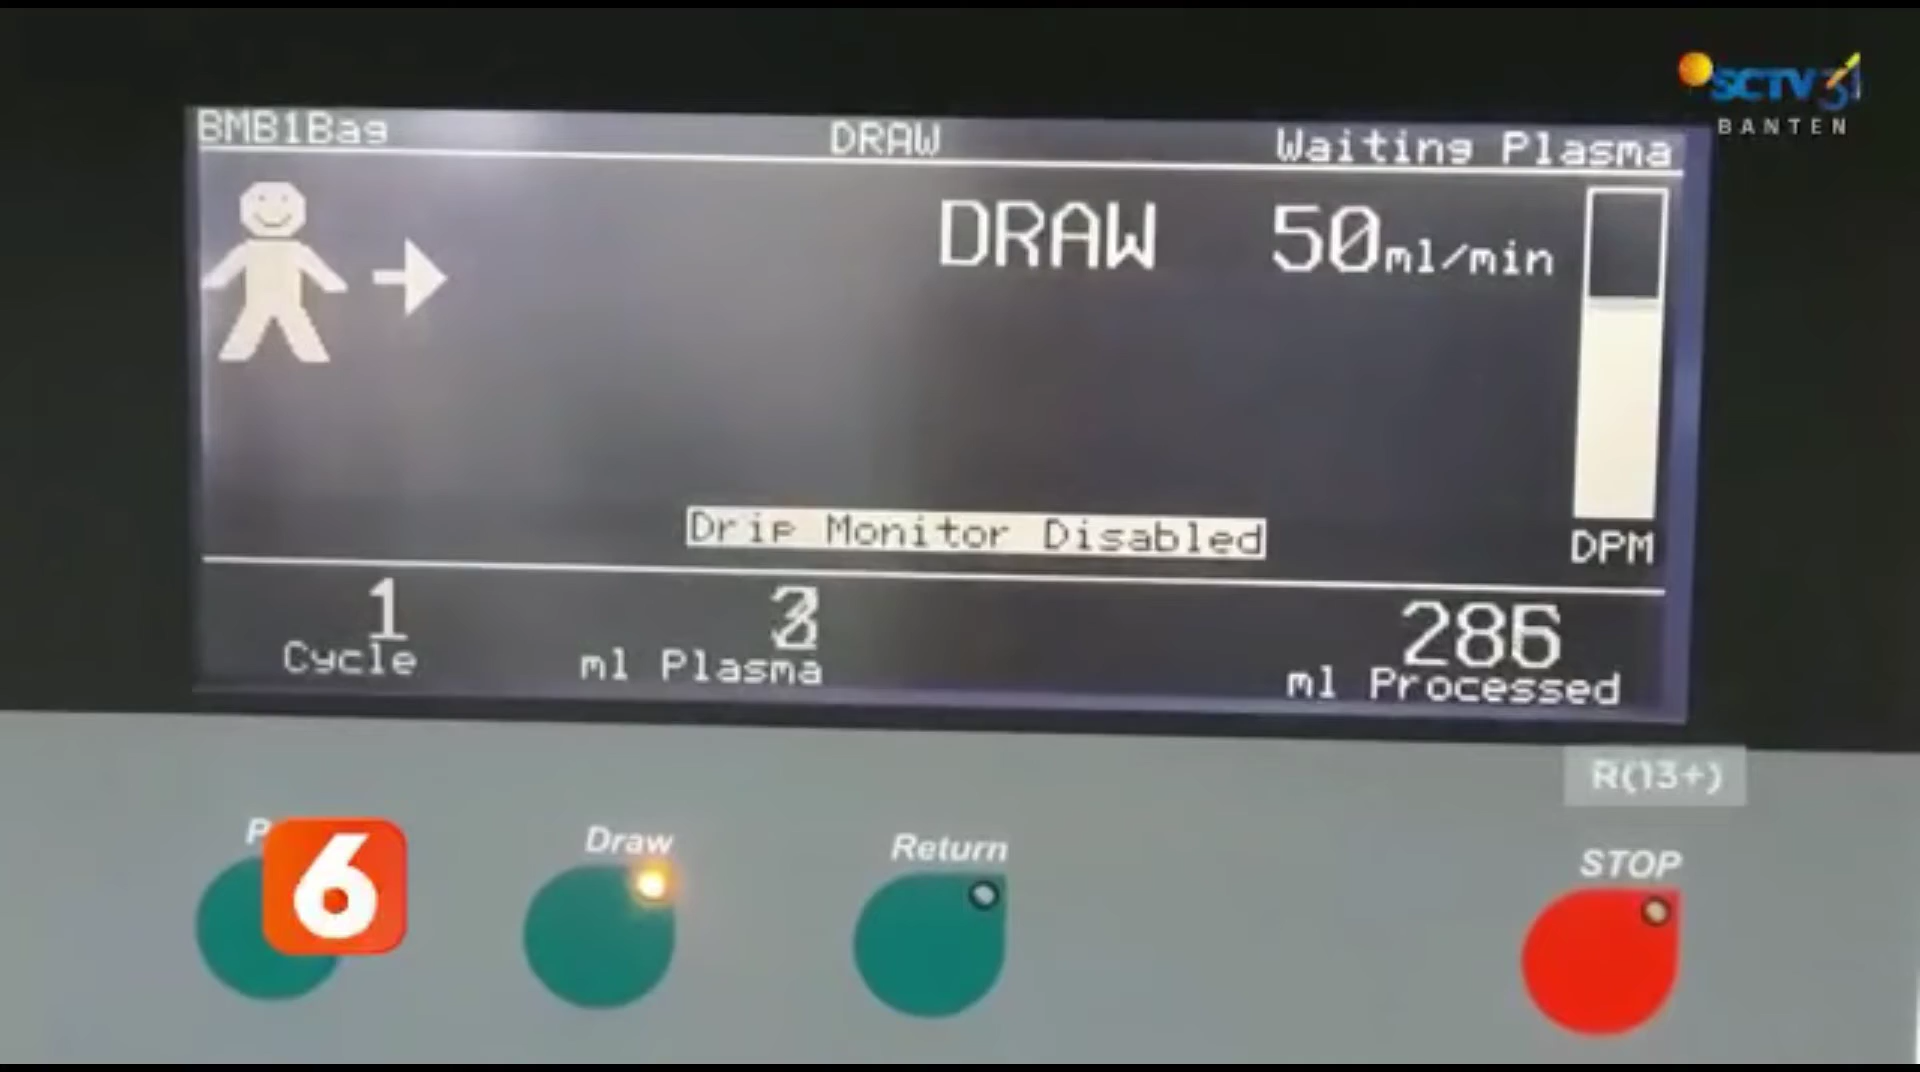 SCTV 31
BANTEN
BMB1Bag DRAW Waiting Plasma
DRAW 50ml/min
Drip Monitor Disabled
DPM
1 286
Cycle ml Plasma ml Processed
R(13+)
Draw Return STOP
6